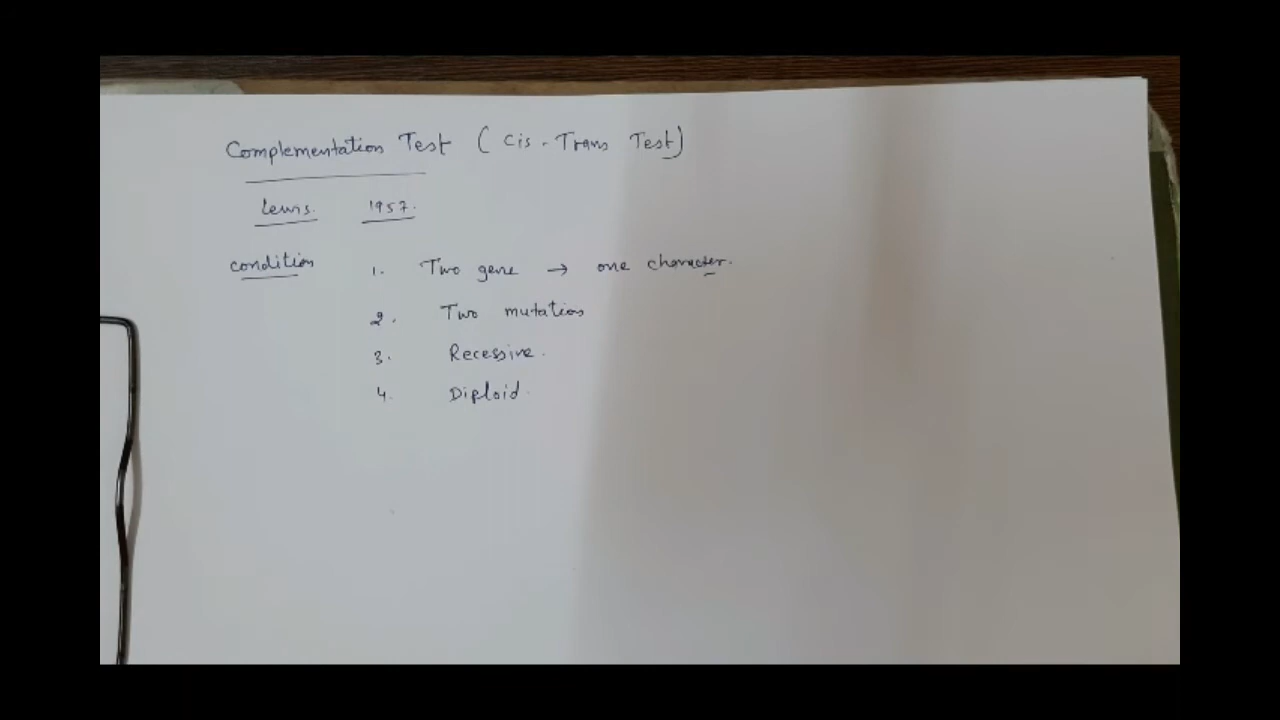 Complementation Test (Cis-Trans Test)
Lewis. 1957.
condition 1. Two gene → one character.
2. Two mutation
3. Recessive.
4. Diploid.